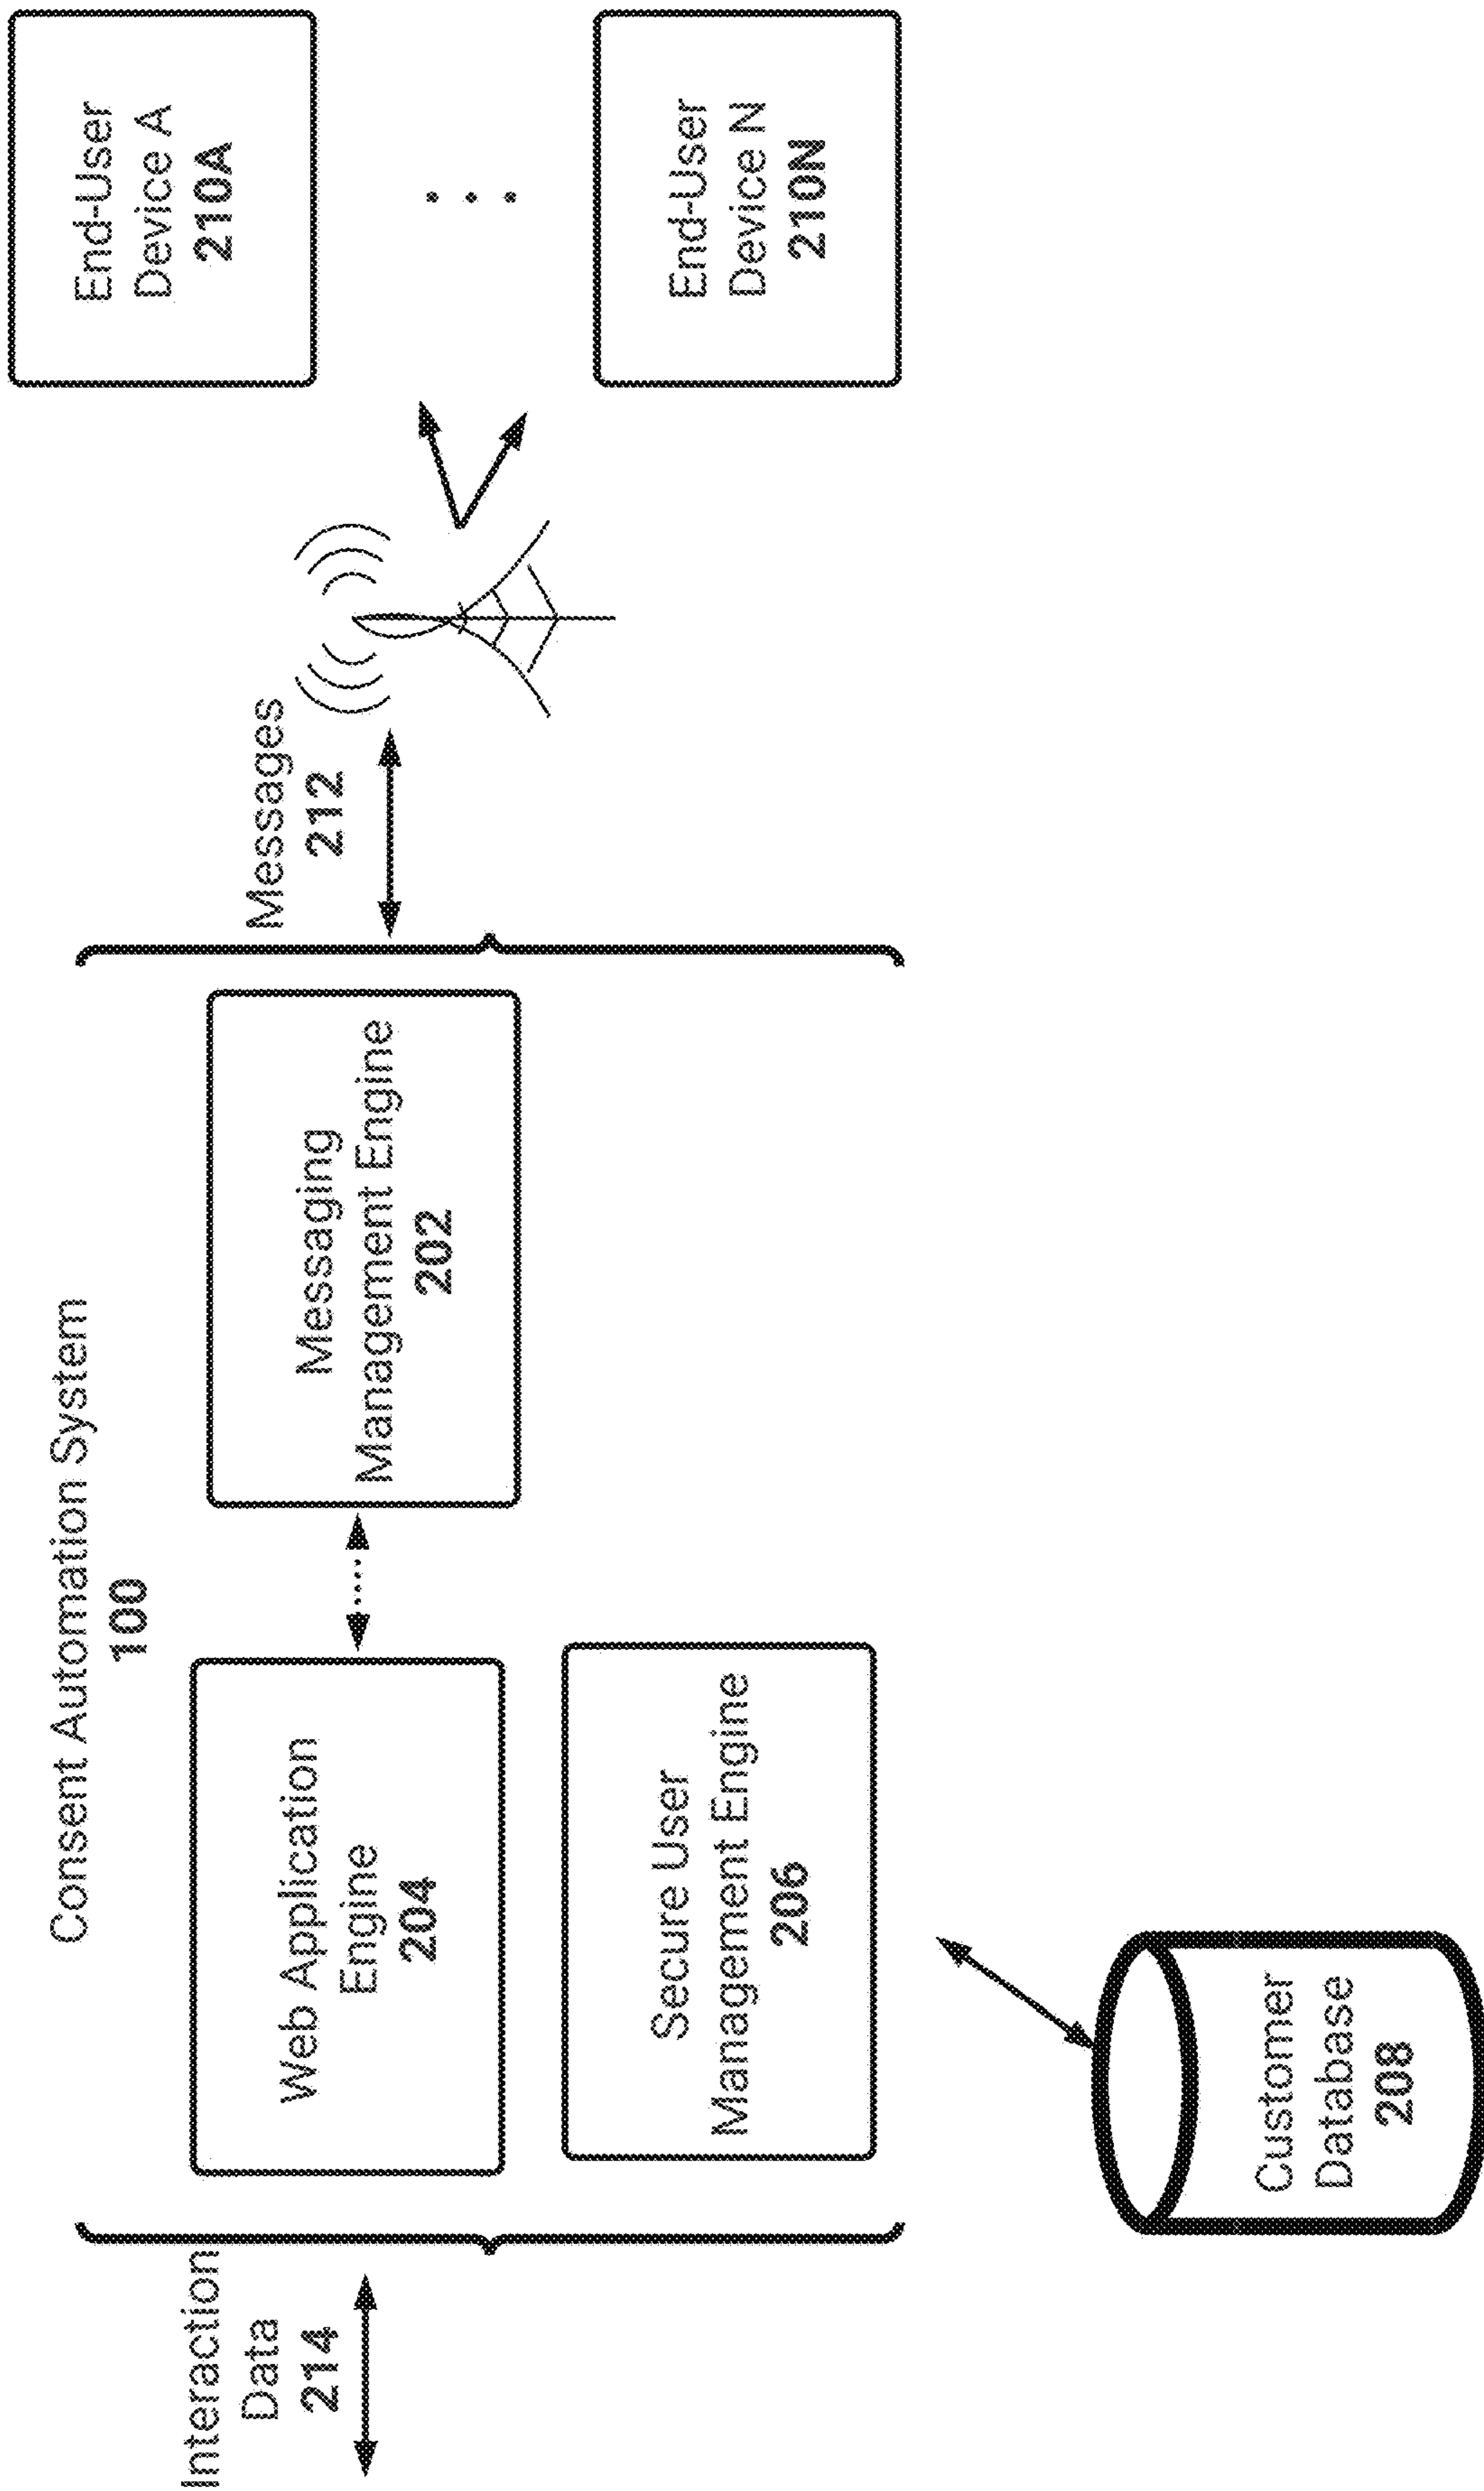 Consent Automation System
100
Interaction
Data
214
Web Application
Engine
204
Messaging
Management Engine
202
Secure User
Management Engine
206
Customer
Database
208
Messages
212
End-User
Device A
210A
End-User
Device N
210N